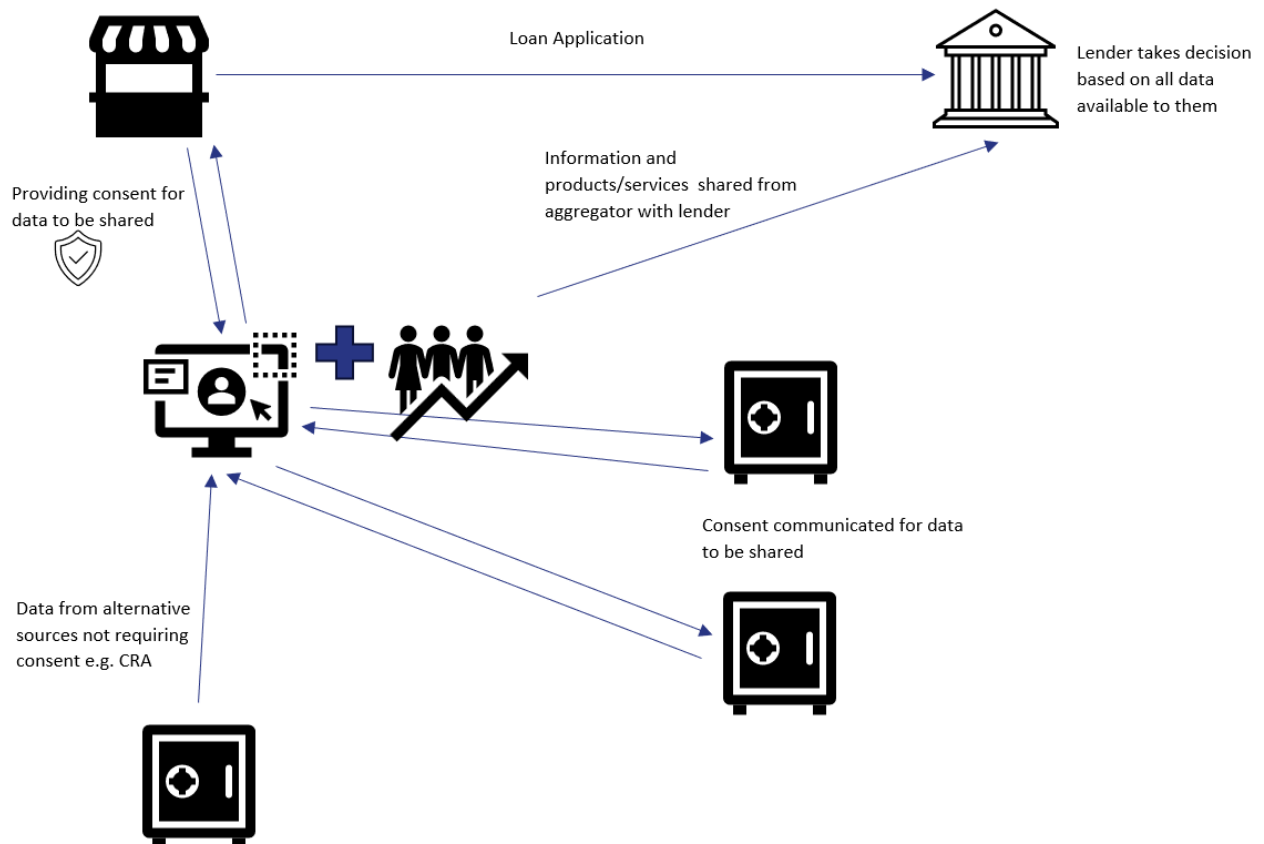 Loan Application
Lender takes decision
based on all data
available to them
Information and
products/services  shared from
aggregator with lender
Providing consent for
data to be shared
Consent communicated for data
to be shared
Data from alternative
sources not requiring
consent e.g. CRA